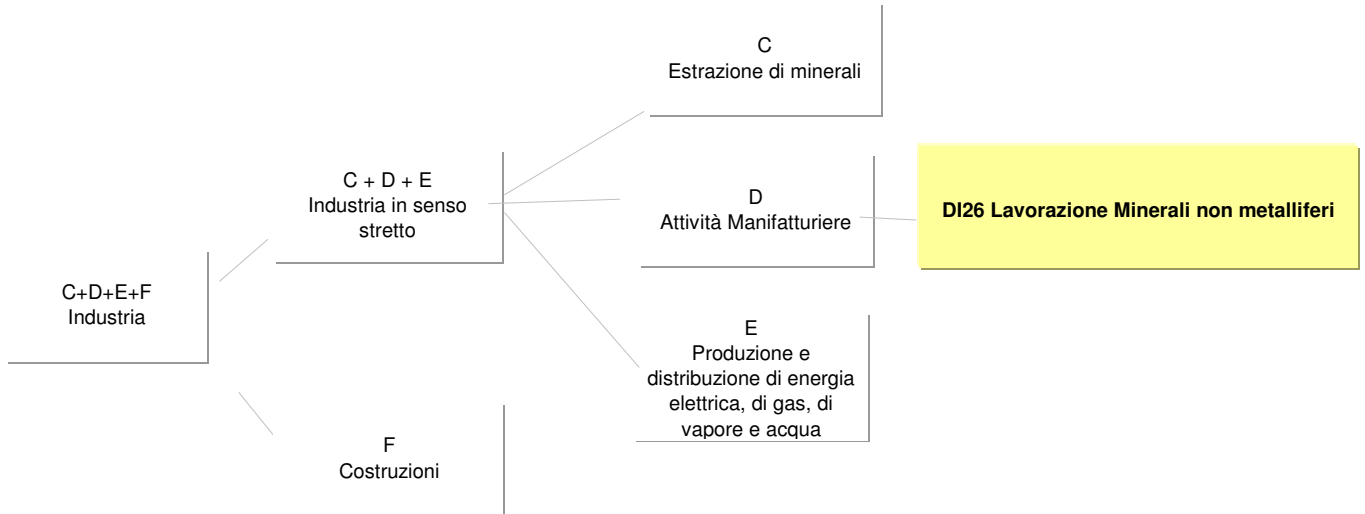 C+D+E+F
Industria
C + D + E
Industria in senso
stretto
F
Costruzioni
C
Estrazione di minerali
D
Attività Manifatturiere
E
Produzione e
distribuzione di energia
elettrica, di gas, di
vapore e acqua
DI26 Lavorazione Minerali non metalliferi